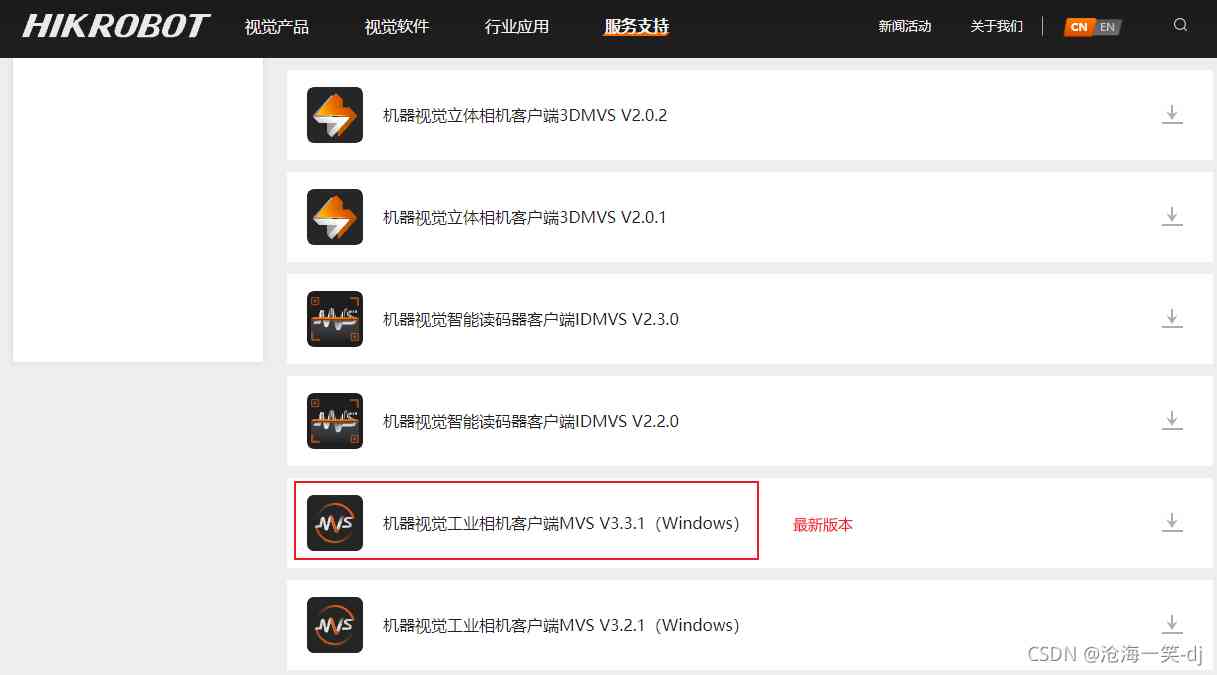 HIKROBOT 视觉产品 视觉软件 行业应用 服务支持 新闻活动 关于我们 CN EN
机器视觉立体相机客户端3DMVS V2.0.2
机器视觉立体相机客户端3DMVS V2.0.1
机器视觉智能读码器客户端IDMVS V2.3.0
机器视觉智能读码器客户端IDMVS V2.2.0
MVS 机器视觉工业相机客户端MVS V3.3.1（Windows） 最新版本
MVS 机器视觉工业相机客户端MVS V3.2.1（Windows）
CSDN @沧海一笑-dj